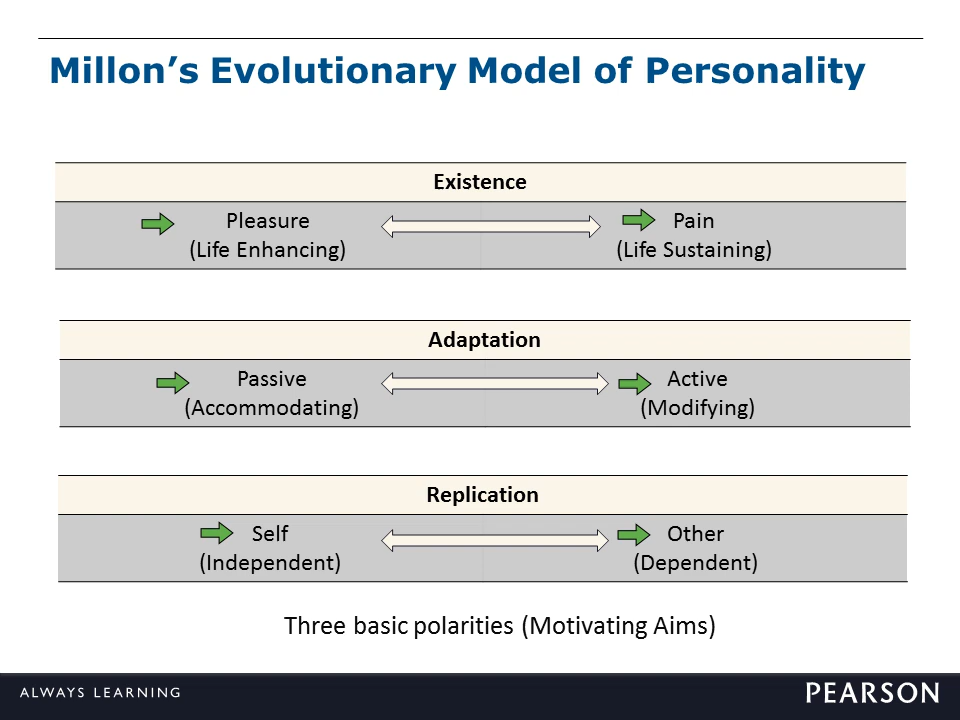 Millon’s Evolutionary Model of Personality
Existence
Pleasure
(Life Enhancing)
Pain
(Life Sustaining)
Adaptation
Passive
(Accommodating)
Active
(Modifying)
Replication
Self
(Independent)
Other
(Dependent)
Three basic polarities (Motivating Aims)
ALWAYS LEARNING
PEARSON